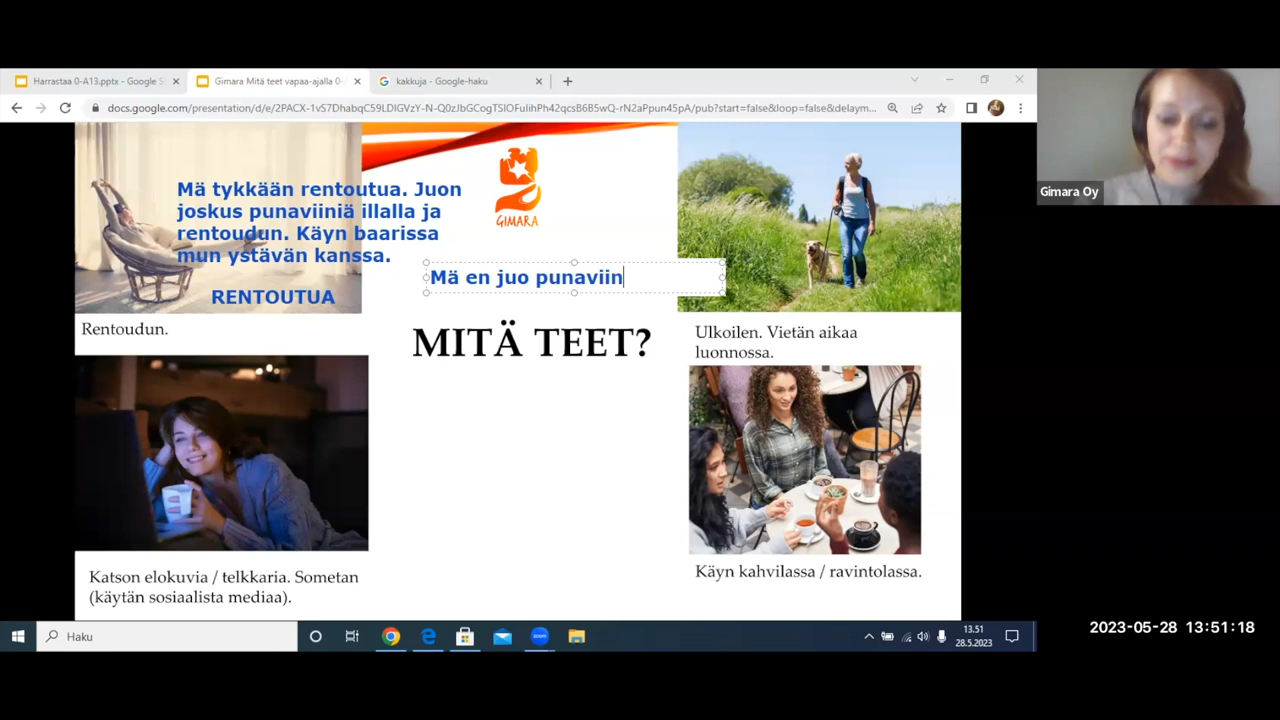 Harrastaa 0-A13.pptx - Google S
Gimara Mitä teet vapaa-ajalla 0-
kakkuja - Google-haku
docs.google.com/presentation/d/e/2PACX-1vS7DhabqC59LDlGVzY-N-Q0zJbGCogTSIOFulihPh42qcsB6B5wQ-rN2aPpun45pA/pub?start=false&loop=false&delaym...
Mä tykkään rentoutua. Juon
joskus punaviiniä illalla ja
rentoudun. Käyn baarissa
mun ystävän kanssa.
RENTOUTUA
GIMARA
Mä en juo punaviin
Rentoudun.
MITÄ TEET?
Ulkoilen. Vietän aikaa
luonnossa.
Katson elokuvia / telkkaria. Sometan
(käytän sosiaalista mediaa).
Käyn kahvilassa / ravintolassa.
Gimara Oy
Haku
zoom
13.51
28.5.2023
2023-05-28 13:51:18